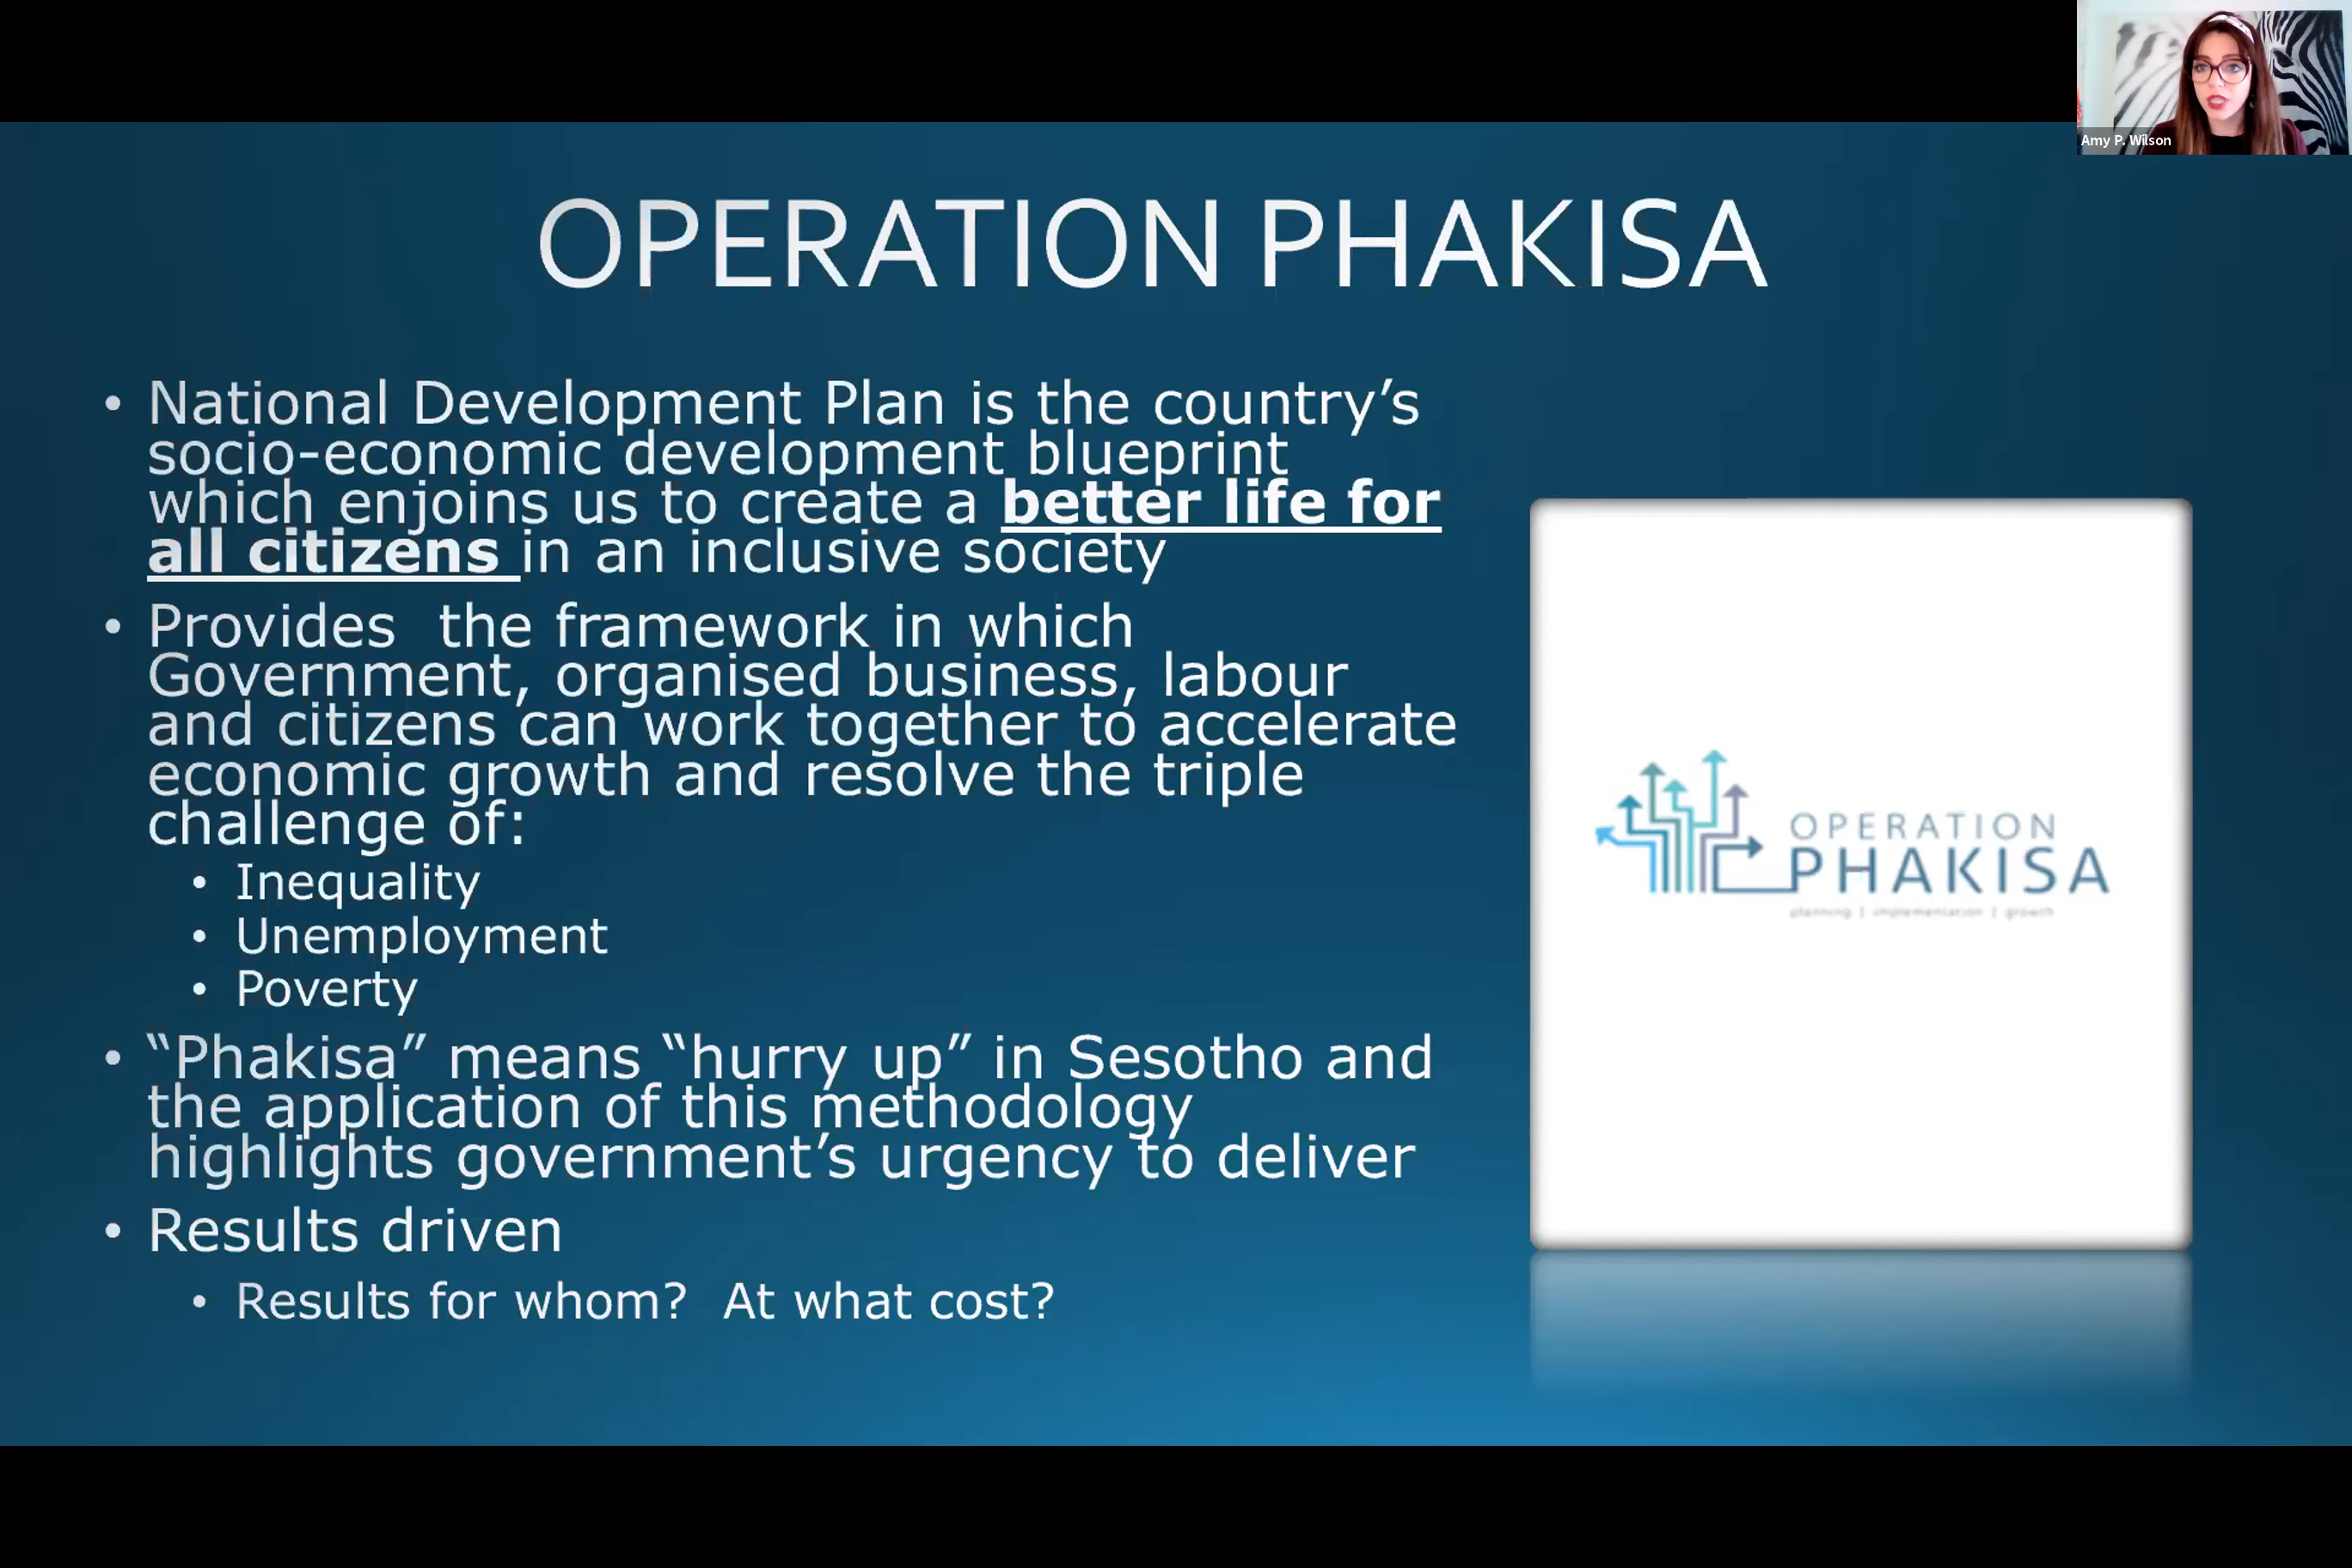 Amy P. Wilson
OPERATION PHAKISA
• National Development Plan is the country’s
socio-economic development blueprint
which enjoins us to create a better life for
all citizens in an inclusive society
• Provides the framework in which
Government, organised business, labour
and citizens can work together to accelerate
economic growth and resolve the triple
challenge of:
• Inequality
• Unemployment
• Poverty
• “Phakisa” means “hurry up” in Sesotho and
the application of this methodology
highlights government’s urgency to deliver
• Results driven
• Results for whom? At what cost?
OPERATION
PHAKISA
planning | implementation | growth